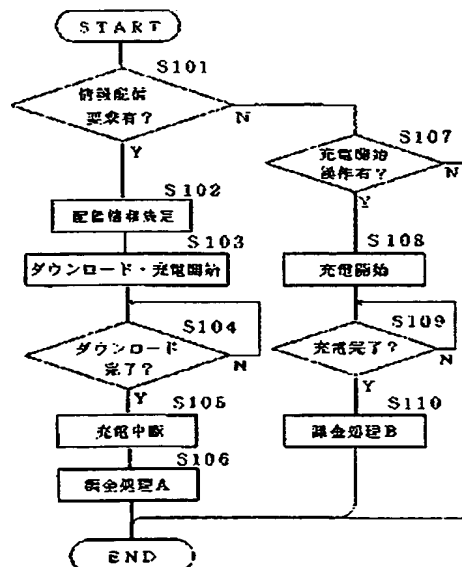 START
S101
情報配信
要求有？
N
Y
S107
充電開始
操作有？
N
Y
S102
配信情報決定
S103
ダウンロード・充電開始
S108
充電開始
S104
ダウンロード
完了？
N
Y
S109
充電完了？
N
Y
S105
充電中断
S110
課金処理B
S106
課金処理A
END